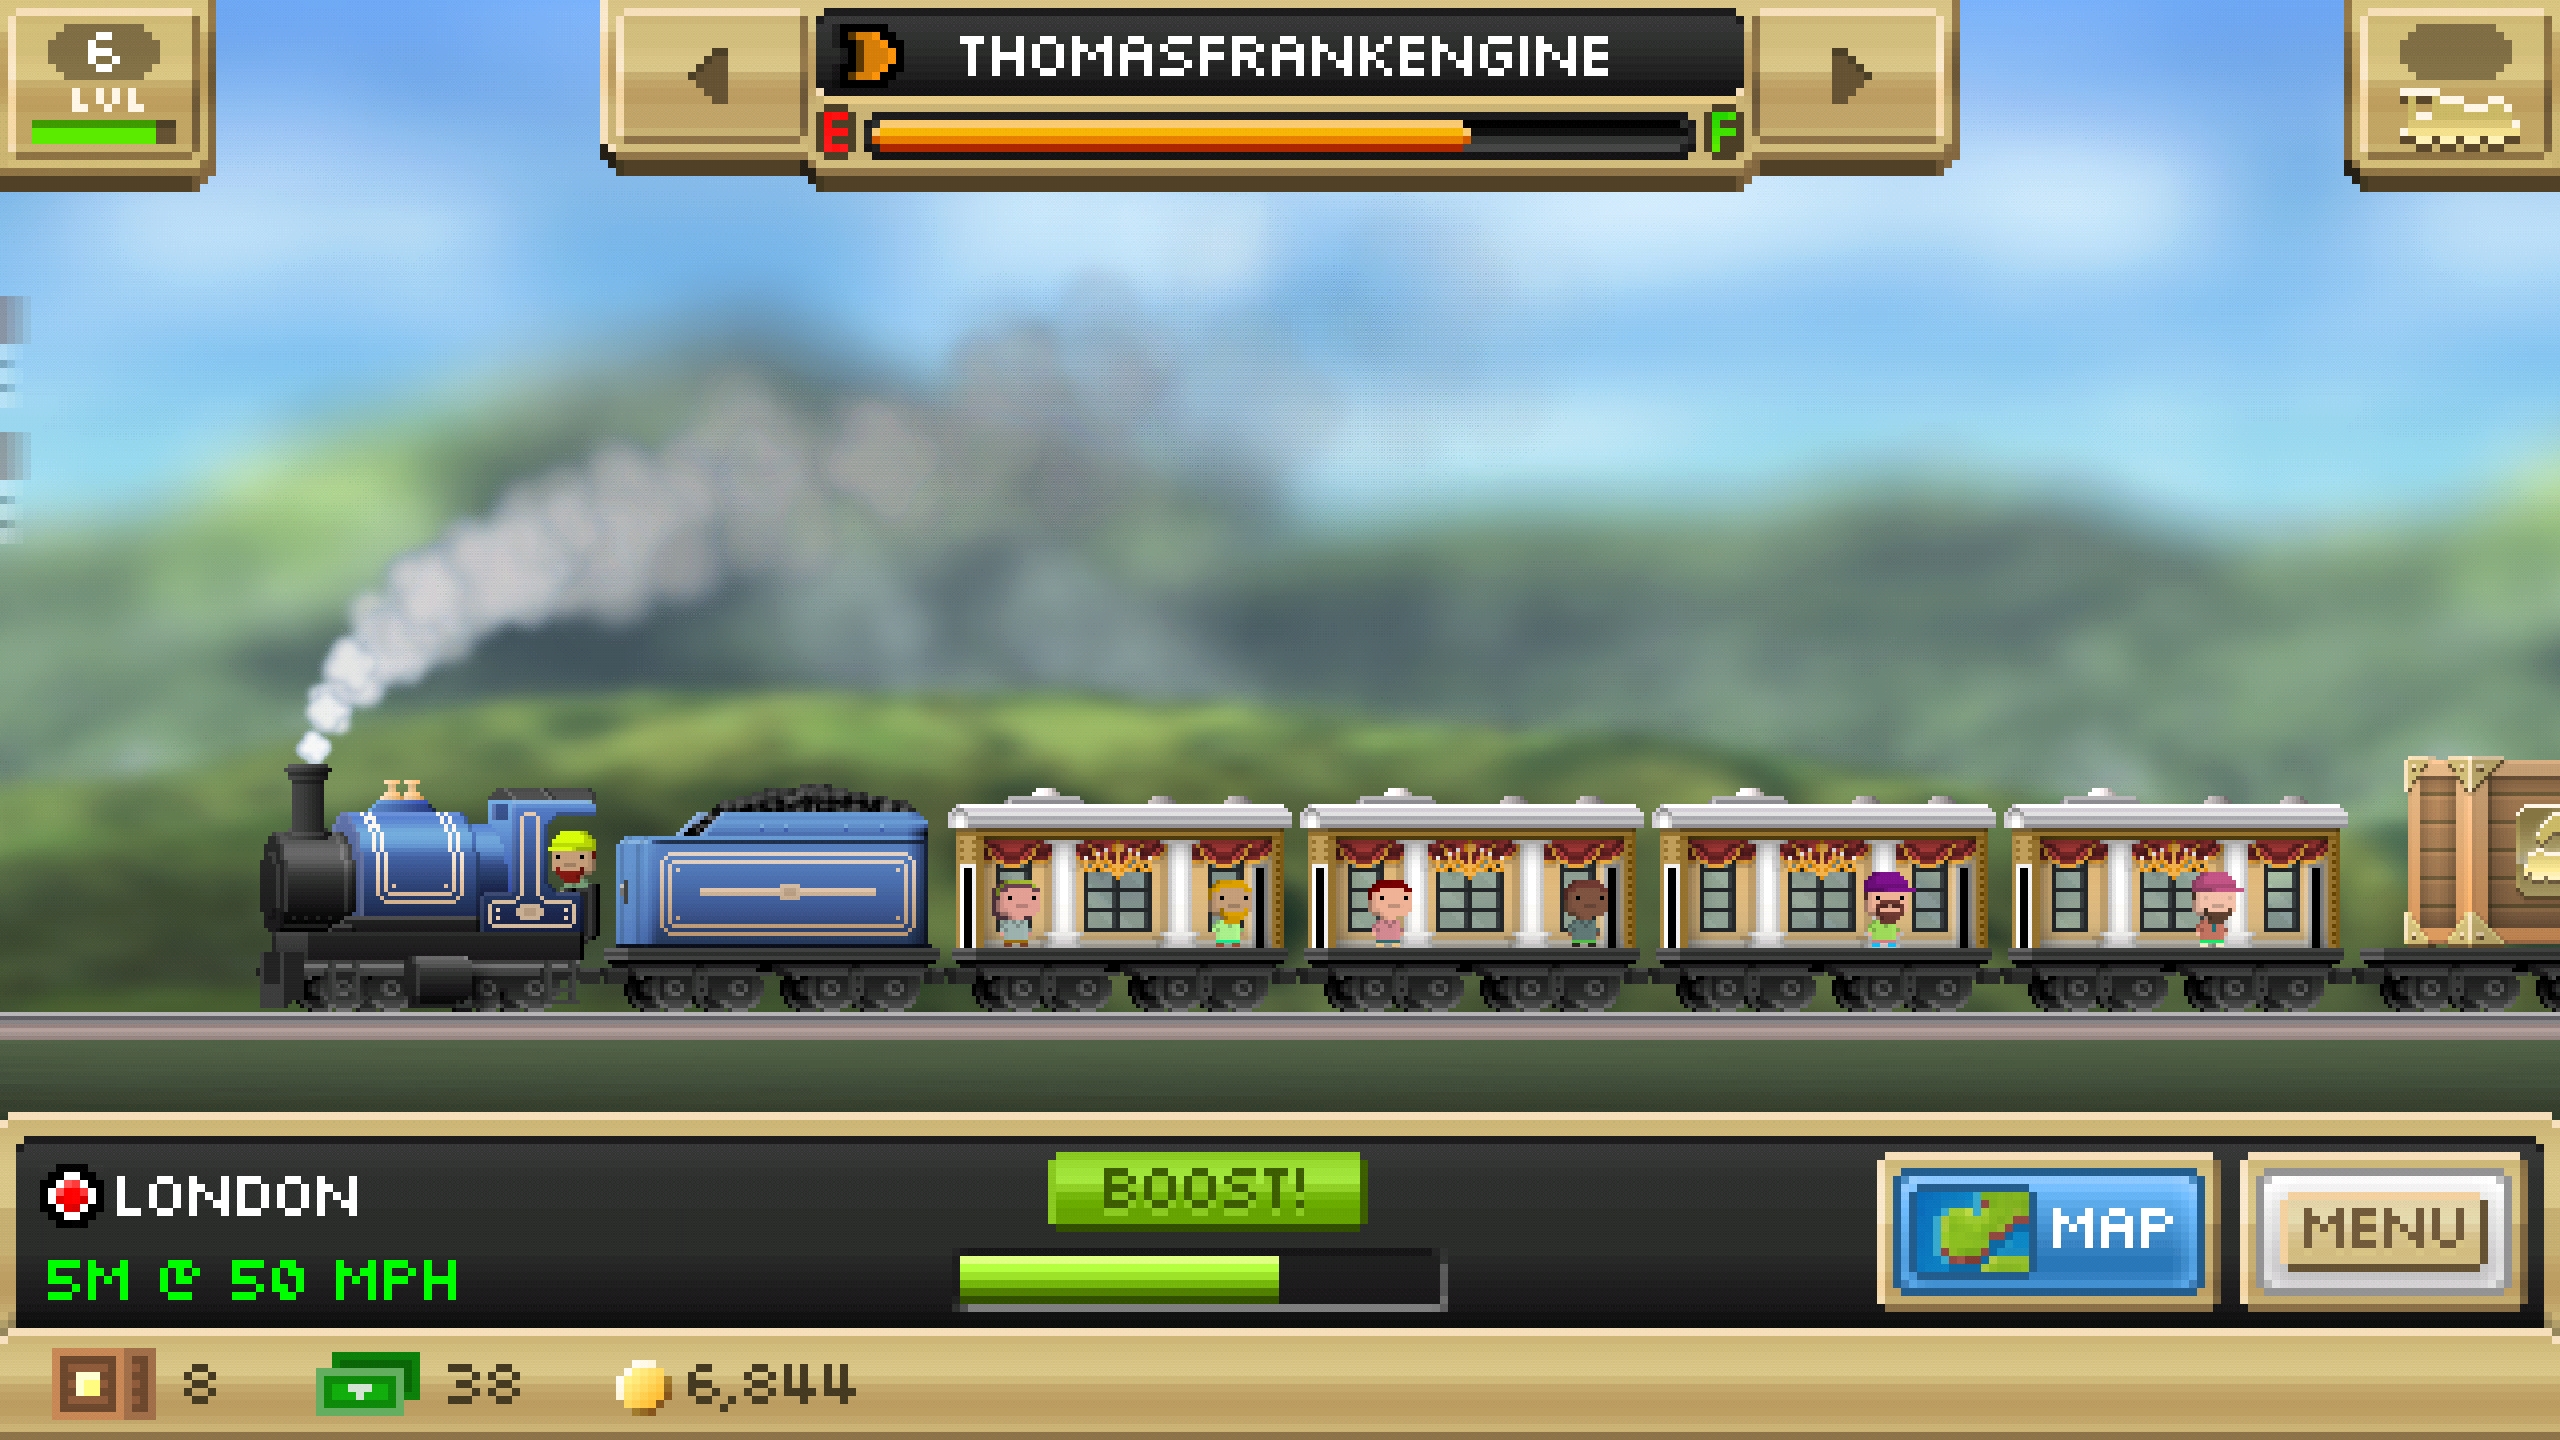 6
LVL
THOMASFRANKENGINE
E F
LONDON
BOOST!
5M @ 50 MPH
MAP
MENU
8
38
6,844